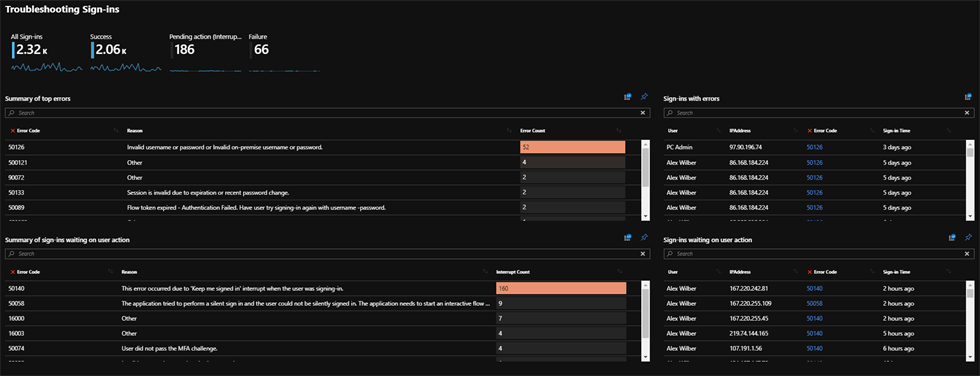 Troubleshooting Sign-ins
All Sign-ins Success Pending action (Interrup... Failure
2.32 K 2.06 K 186 66
Summary of top errors
Search
Error Code Reason Error Count
50126 Invalid username or password or Invalid on-premise username or password. 52
500121 Other 4
90072 Other 2
50133 Session is invalid due to expiration or recent password change. 2
50089 Flow token expired - Authentication Failed. Have user try signing-in again with username -password. 2
Sign-ins with errors
Search
User IPAddress Error Code Sign-in Time
PC Admin 97.90.196.74 50126 3 days ago
Alex Wilber 86.168.184.224 50126 5 days ago
Alex Wilber 86.168.184.224 50126 5 days ago
Alex Wilber 86.168.184.224 50126 5 days ago
Alex Wilber 86.168.184.224 50126 5 days ago
Summary of sign-ins waiting on user action
Search
Error Code Reason Interrupt Count
50140 This error occurred due to 'Keep me signed in' interrupt when the user was signing-in. 160
50058 The application tried to perform a silent sign in and the user could not be silently signed in. The application needs to start an interactive flow ... 9
16000 Other 7
16003 Other 4
50074 User did not pass the MFA challenge. 4
Sign-ins waiting on user action
Search
User IPAddress Error Code Sign-in Time
Alex Wilber 167.220.242.81 50140 2 hours ago
Alex Wilber 167.220.255.109 50058 2 hours ago
Alex Wilber 167.220.255.45 50140 2 hours ago
Alex Wilber 219.74.144.165 50140 5 hours ago
Alex Wilber 107.191.1.56 50140 6 hours ago